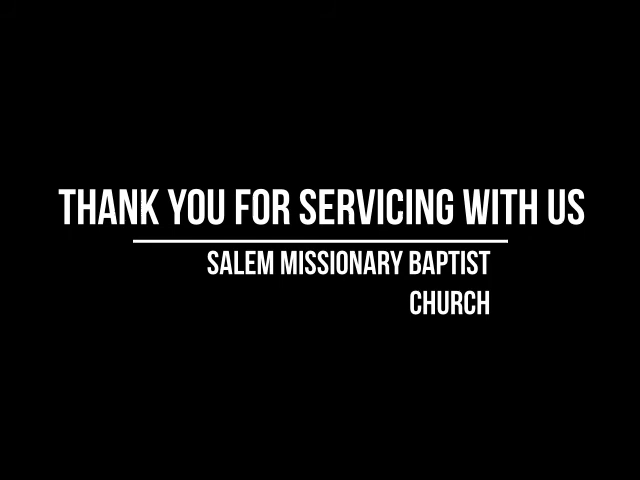 THANK YOU FOR SERVICING WITH US
SALEM MISSIONARY BAPTIST
CHURCH